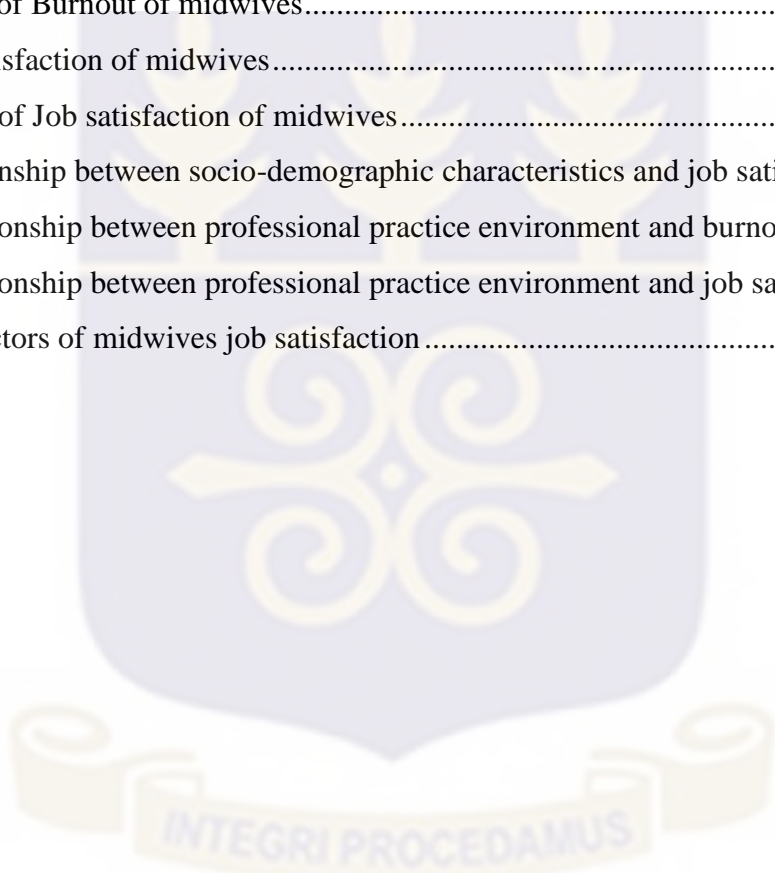 of Burnout of midwives...........................................................
isfaction of midwives...............................................................
of Job satisfaction of midwives...............................................
nship between socio-demographic characteristics and job sati
onship between professional practice environment and burno
onship between professional practice environment and job sa
ctors of midwives job satisfaction............................................
INTEGRI PROCEDAMUS